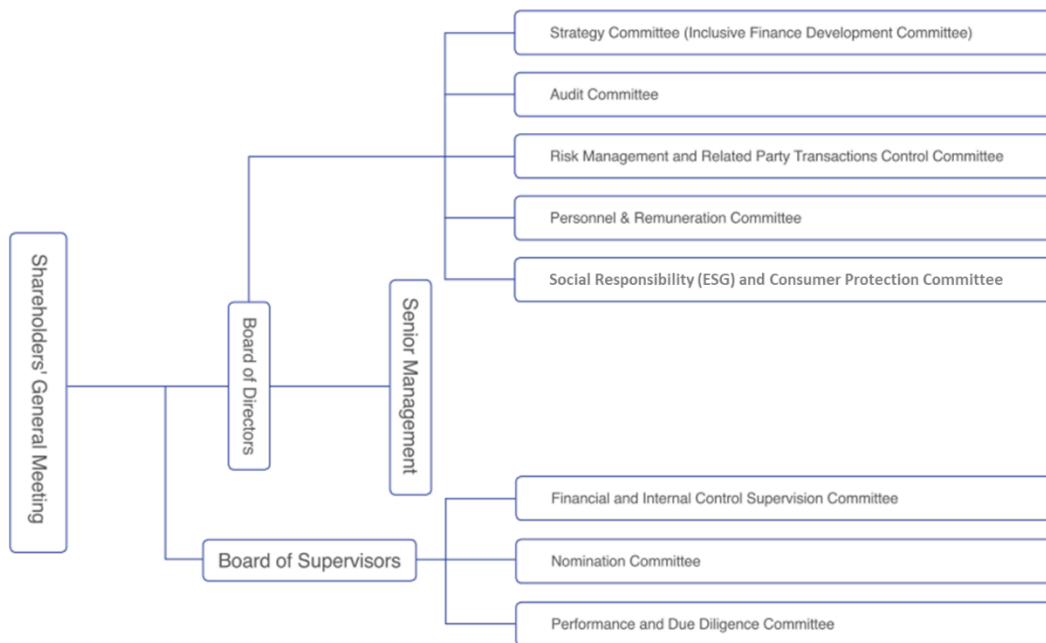 Strategy Committee (Inclusive Finance Development Committee)
Audit Committee
Risk Management and Related Party Transactions Control Committee
Personnel & Remuneration Committee
Social Responsibility (ESG) and Consumer Protection Committee
Shareholders' General Meeting
Board of Directors
Senior Management
Board of Supervisors
Financial and Internal Control Supervision Committee
Nomination Committee
Performance and Due Diligence Committee